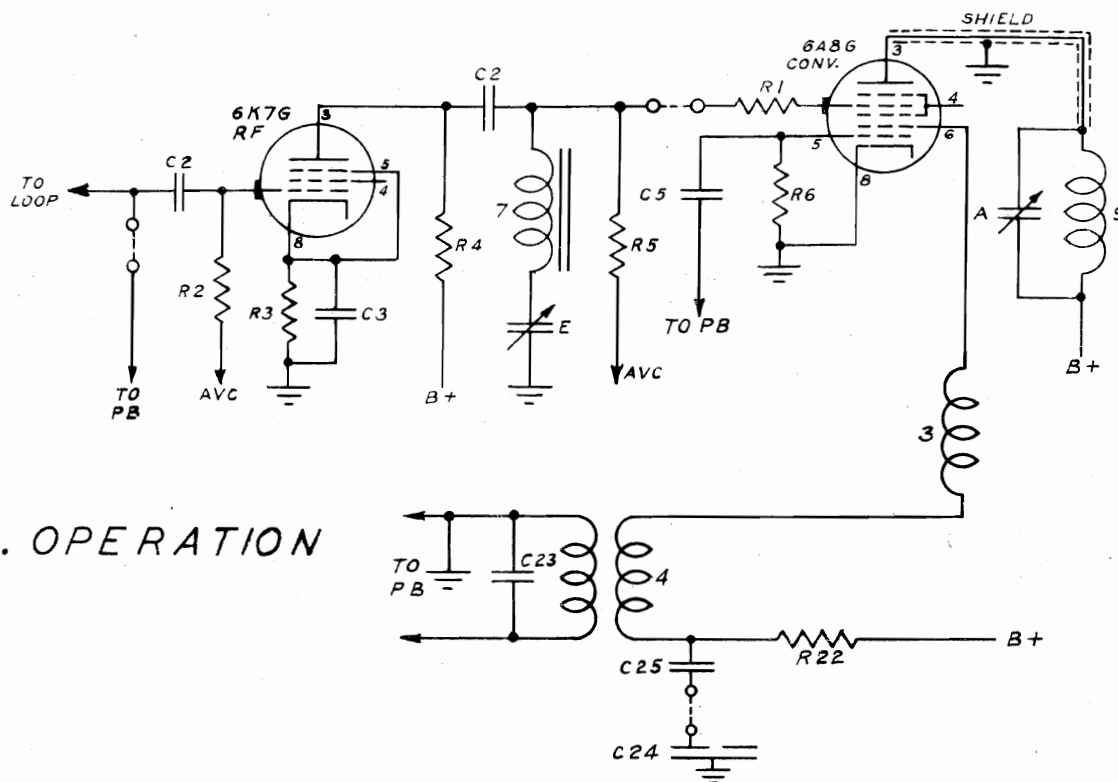 SHIELD
6A8G
CONV.
3
C2
R1
4
6K7G
RF
3
5
6
5
C2
4
8
TO
LOOP
C5
R6
A
S
7
R4
R5
8
R2
R3
C3
E
TO PB
B+
TO
PB
AVC
B+
AVC
3
. OPERATION
TO
PB
C23
4
R22
B+
C25
C24